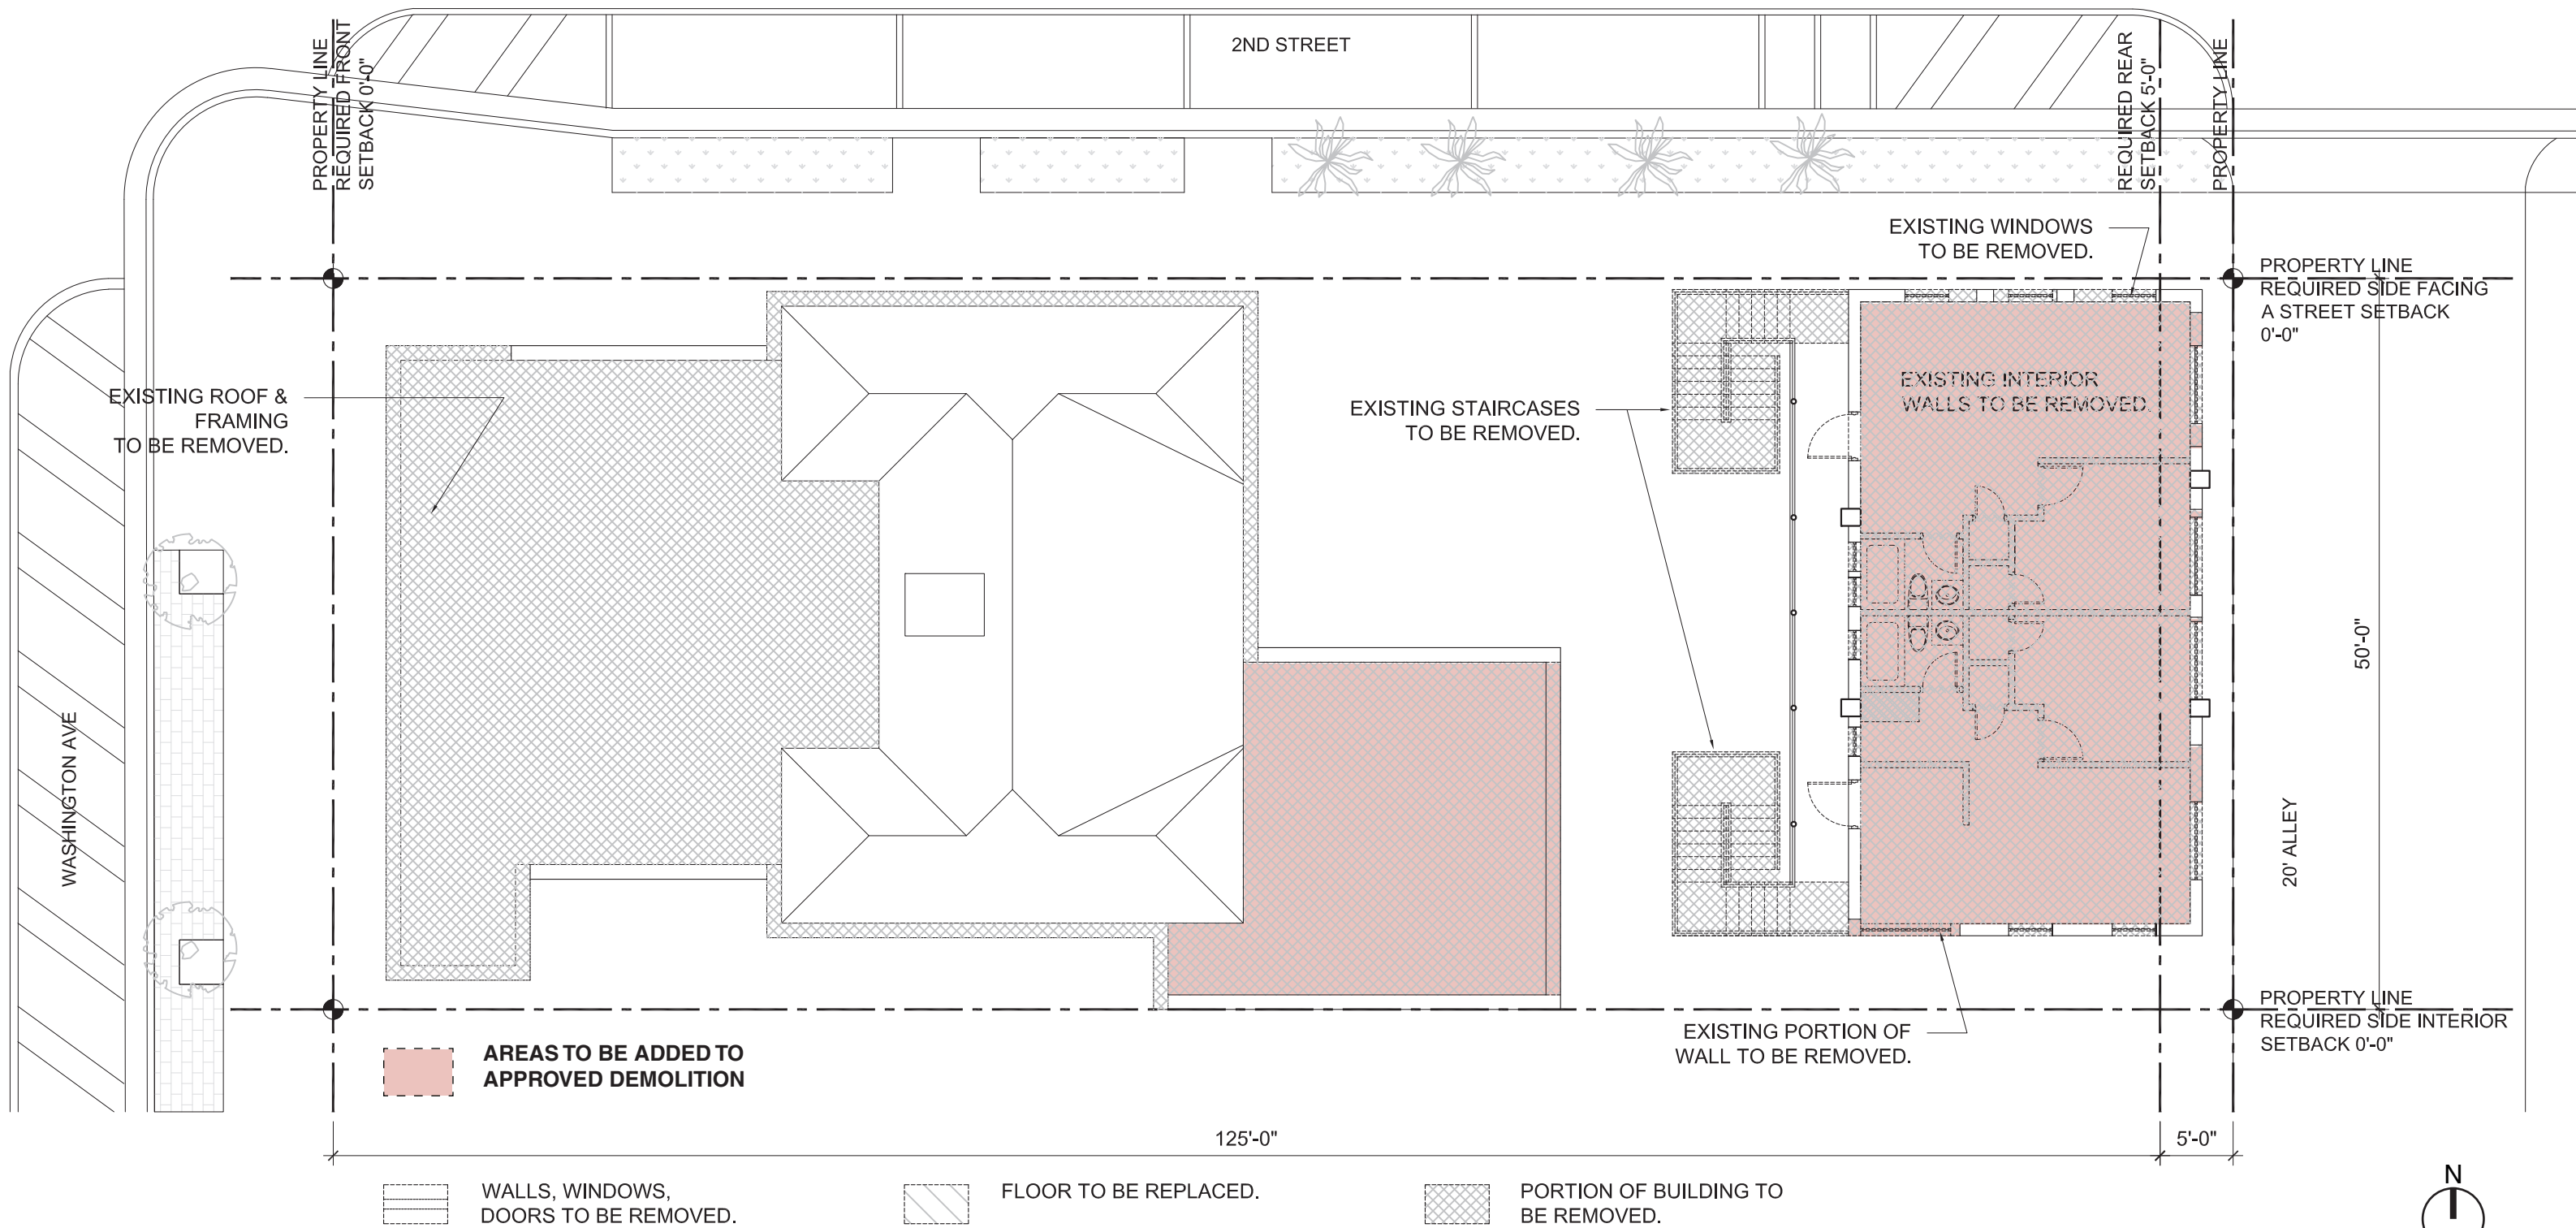 2ND STREET
PROPERTY LINE
REQUIRED FRONT
SETBACK 0'-0"
REQUIRED REAR
SETBACK 5'-0"
PROPERTY LINE
EXISTING WINDOWS
TO BE REMOVED.
PROPERTY LINE
REQUIRED SIDE FACING
A STREET SETBACK
0'-0"
EXISTING ROOF &
FRAMING
TO BE REMOVED.
EXISTING STAIRCASES
TO BE REMOVED.
EXISTING INTERIOR
WALLS TO BE REMOVED.
50'-0"
WASHINGTON AVE
20' ALLEY
PROPERTY LINE
REQUIRED SIDE INTERIOR
SETBACK 0'-0"
EXISTING PORTION OF
WALL TO BE REMOVED.
AREAS TO BE ADDED TO
APPROVED DEMOLITION
125'-0"
5'-0"
WALLS, WINDOWS,
DOORS TO BE REMOVED.
FLOOR TO BE REPLACED.
PORTION OF BUILDING TO
BE REMOVED.
N